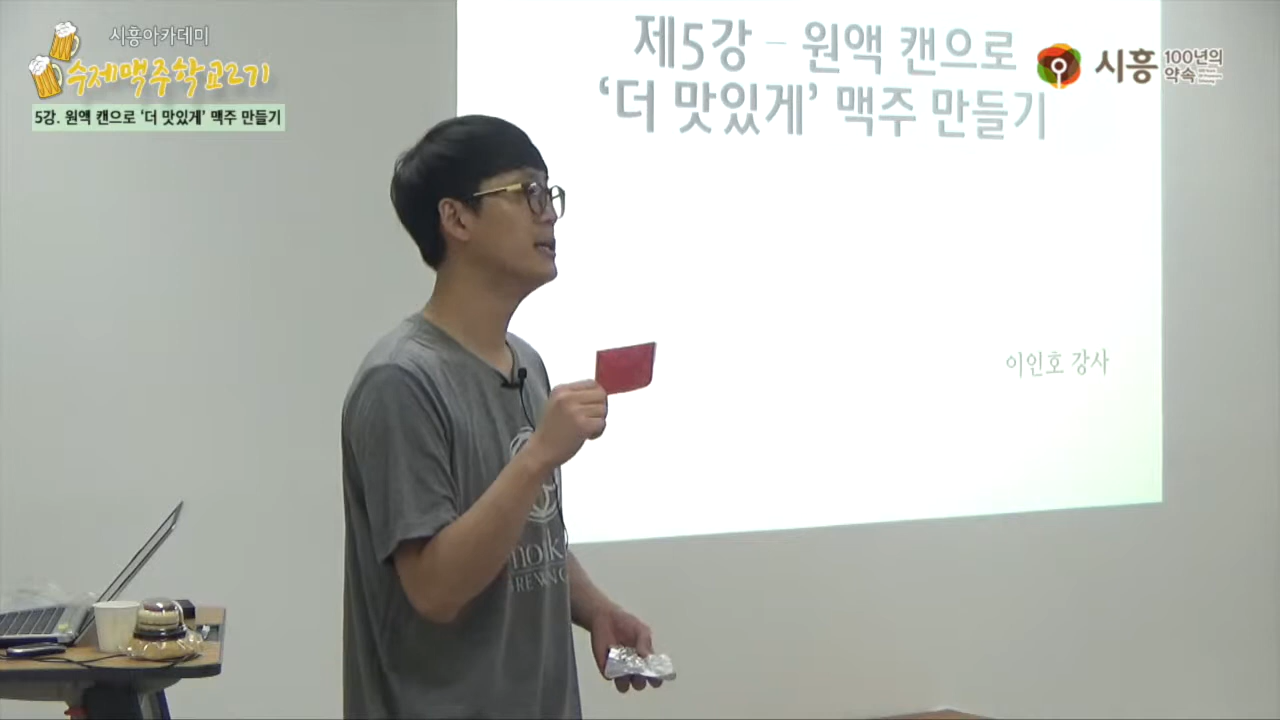 시흥아카데미
수제맥주학교2기
5강. 원액 캔으로 '더 맛있게' 맥주 만들기
제5강 - 원액 캔으로
'더 맛있게' 맥주 만들기
시흥 100년의
약속
이인호 강사